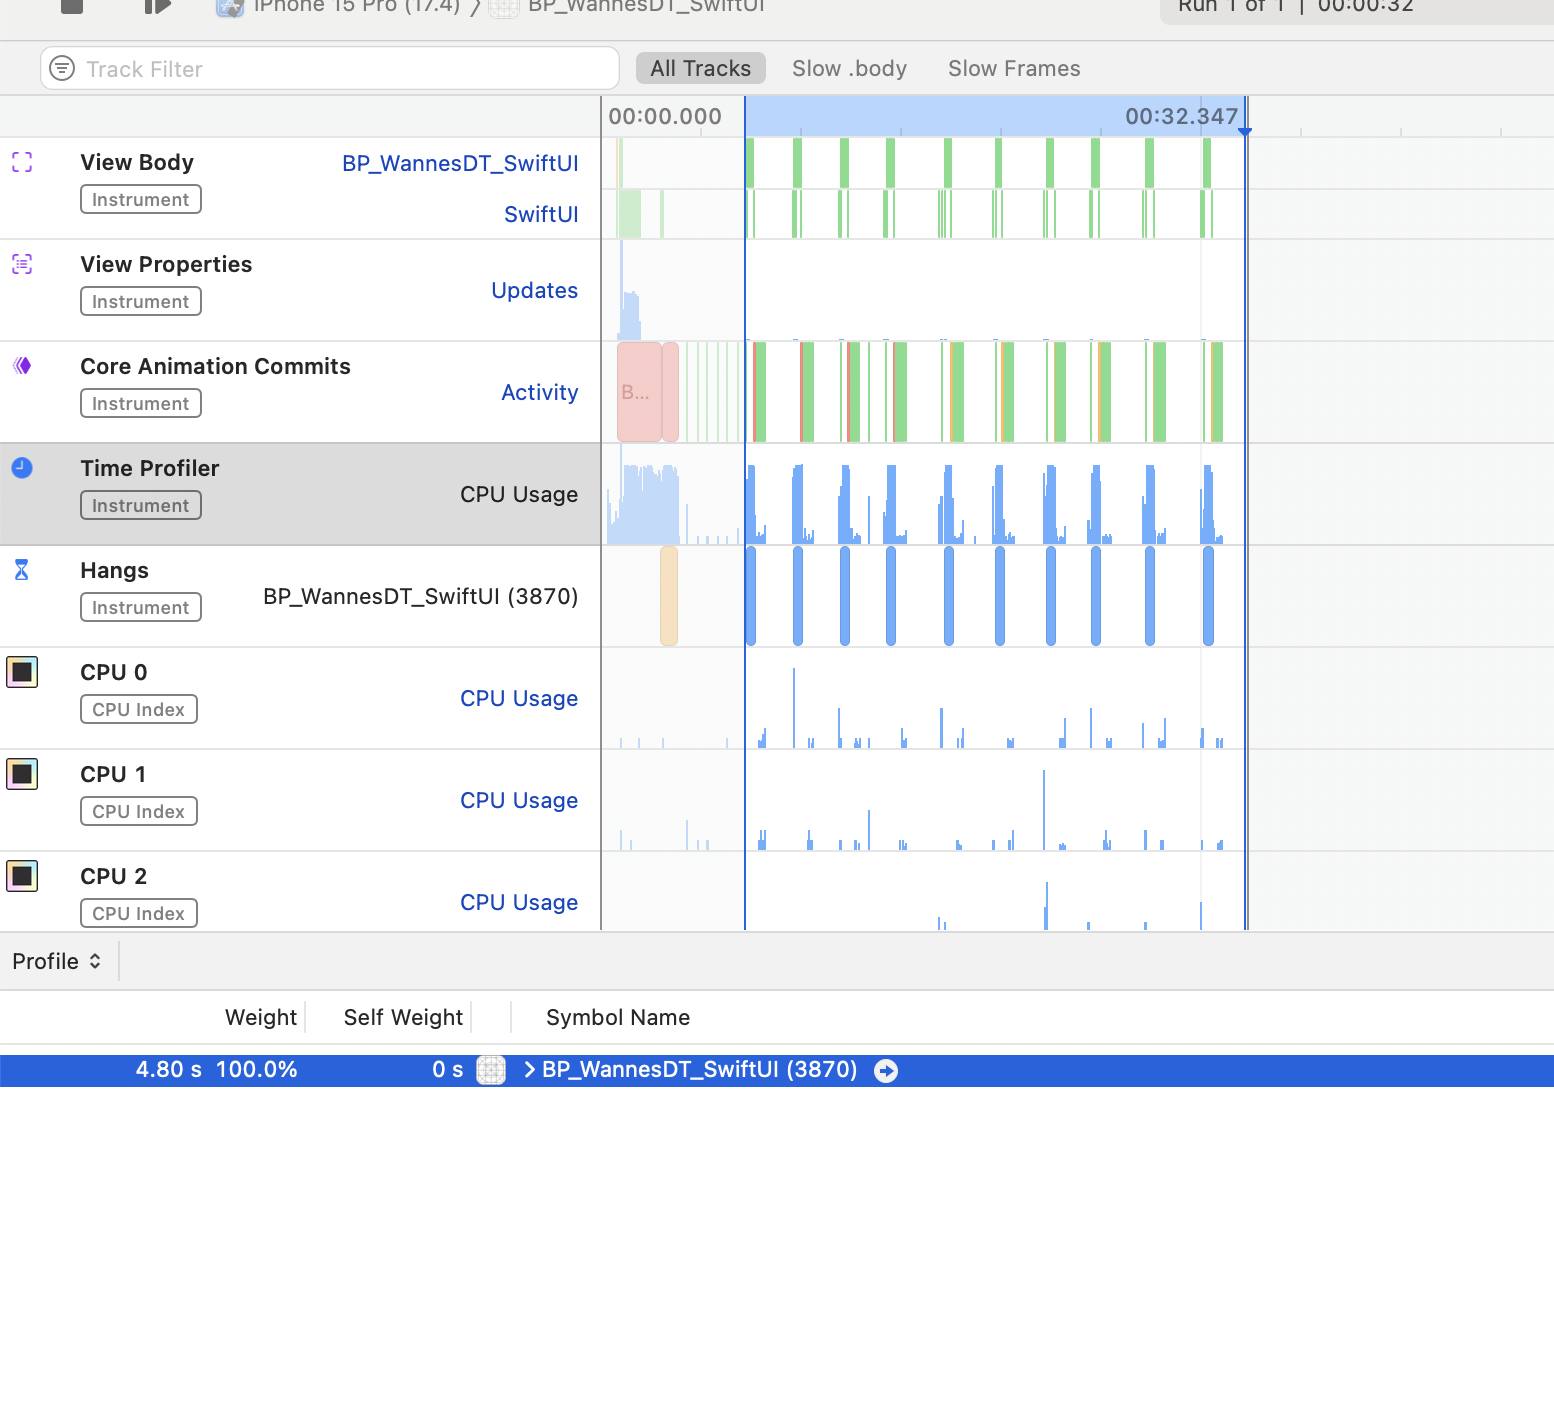 iPhone 15 Pro (17.4) 〉 BP_WannesDT_SwiftUI
Run 1 of 1 | 00:00:32
Track Filter
All Tracks
Slow .body
Slow Frames
00:00.000
00:32.347
View Body
BP_WannesDT_SwiftUI
Instrument
SwiftUI
View Properties
Instrument
Updates
Core Animation Commits
Instrument
Activity
B...
Time Profiler
Instrument
CPU Usage
Hangs
Instrument
BP_WannesDT_SwiftUI (3870)
CPU 0
CPU Index
CPU Usage
CPU 1
CPU Index
CPU Usage
CPU 2
CPU Index
CPU Usage
Profile
Weight Self Weight Symbol Name
4.80 s 100.0% 0 s BP_WannesDT_SwiftUI (3870)